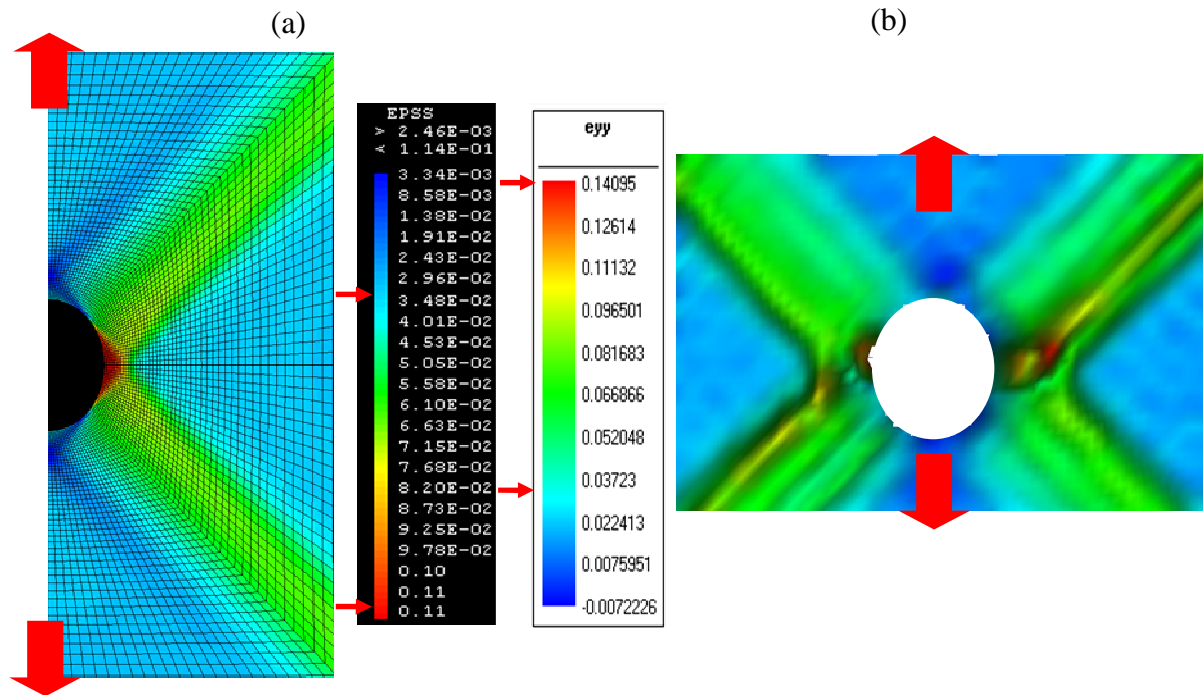 (a)
(b)
EPSS
> 2.46E-03
< 1.14E-01
3.34E-03
8.58E-03
1.38E-02
1.91E-02
2.43E-02
2.96E-02
3.48E-02
4.01E-02
4.53E-02
5.05E-02
5.58E-02
6.10E-02
6.63E-02
7.15E-02
7.68E-02
8.20E-02
8.73E-02
9.25E-02
9.78E-02
0.10
0.11
0.11
eyy
0.14095
0.12614
0.11132
0.096501
0.081683
0.066866
0.052048
0.03723
0.022413
0.0075951
-0.0072226